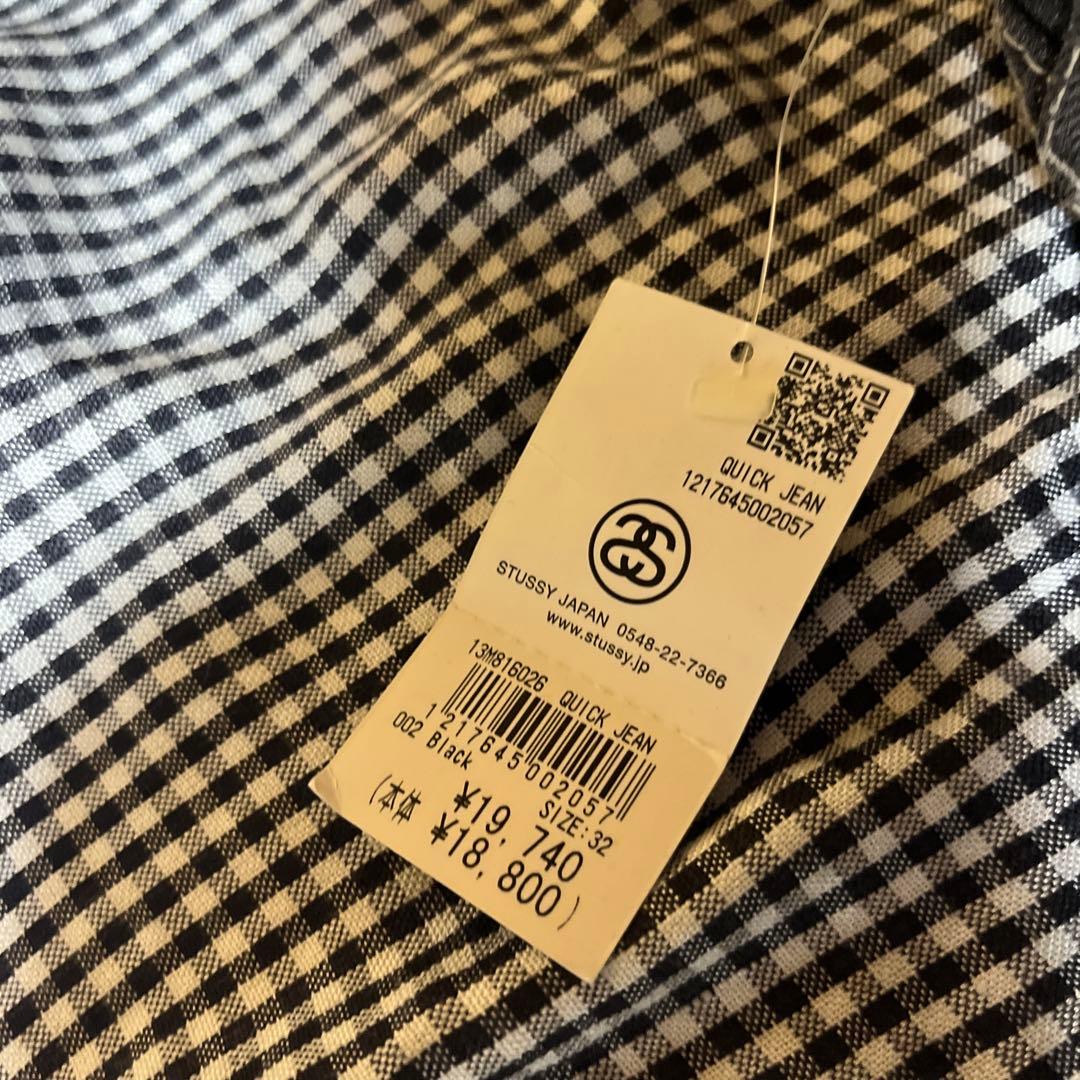 QUICK JEAN
1217645002057
STUSSY JAPAN 0548-22-7366
www.stussy.jp
13M816026 QUICK JEAN
1217645002057
002 Black
SIZE:32
¥19,740
(本体 ¥18,800)